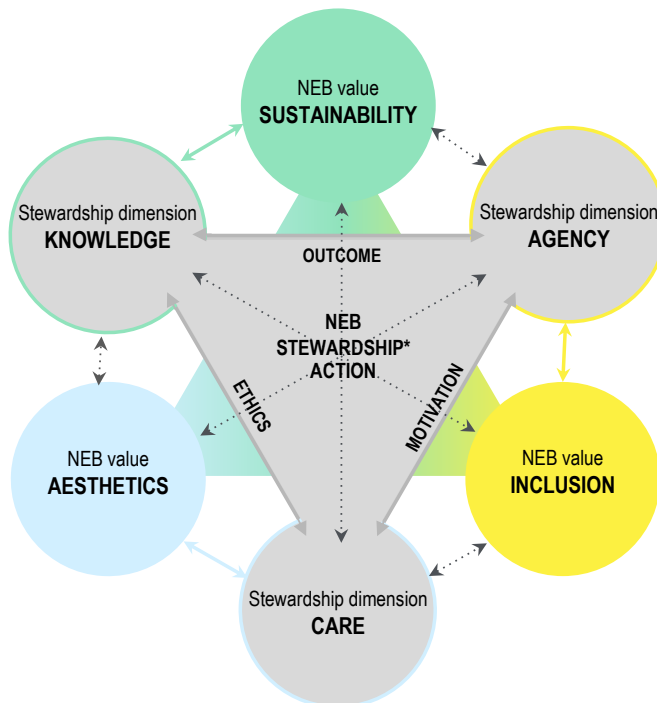 NEB value
SUSTAINABILITY
Stewardship dimension
KNOWLEDGE
Stewardship dimension
AGENCY
OUTCOME
NEB
STEWARDSHIP*
ACTION
ETHICS
MOTIVATION
NEB value
AESTHETICS
NEB value
INCLUSION
Stewardship dimension
CARE